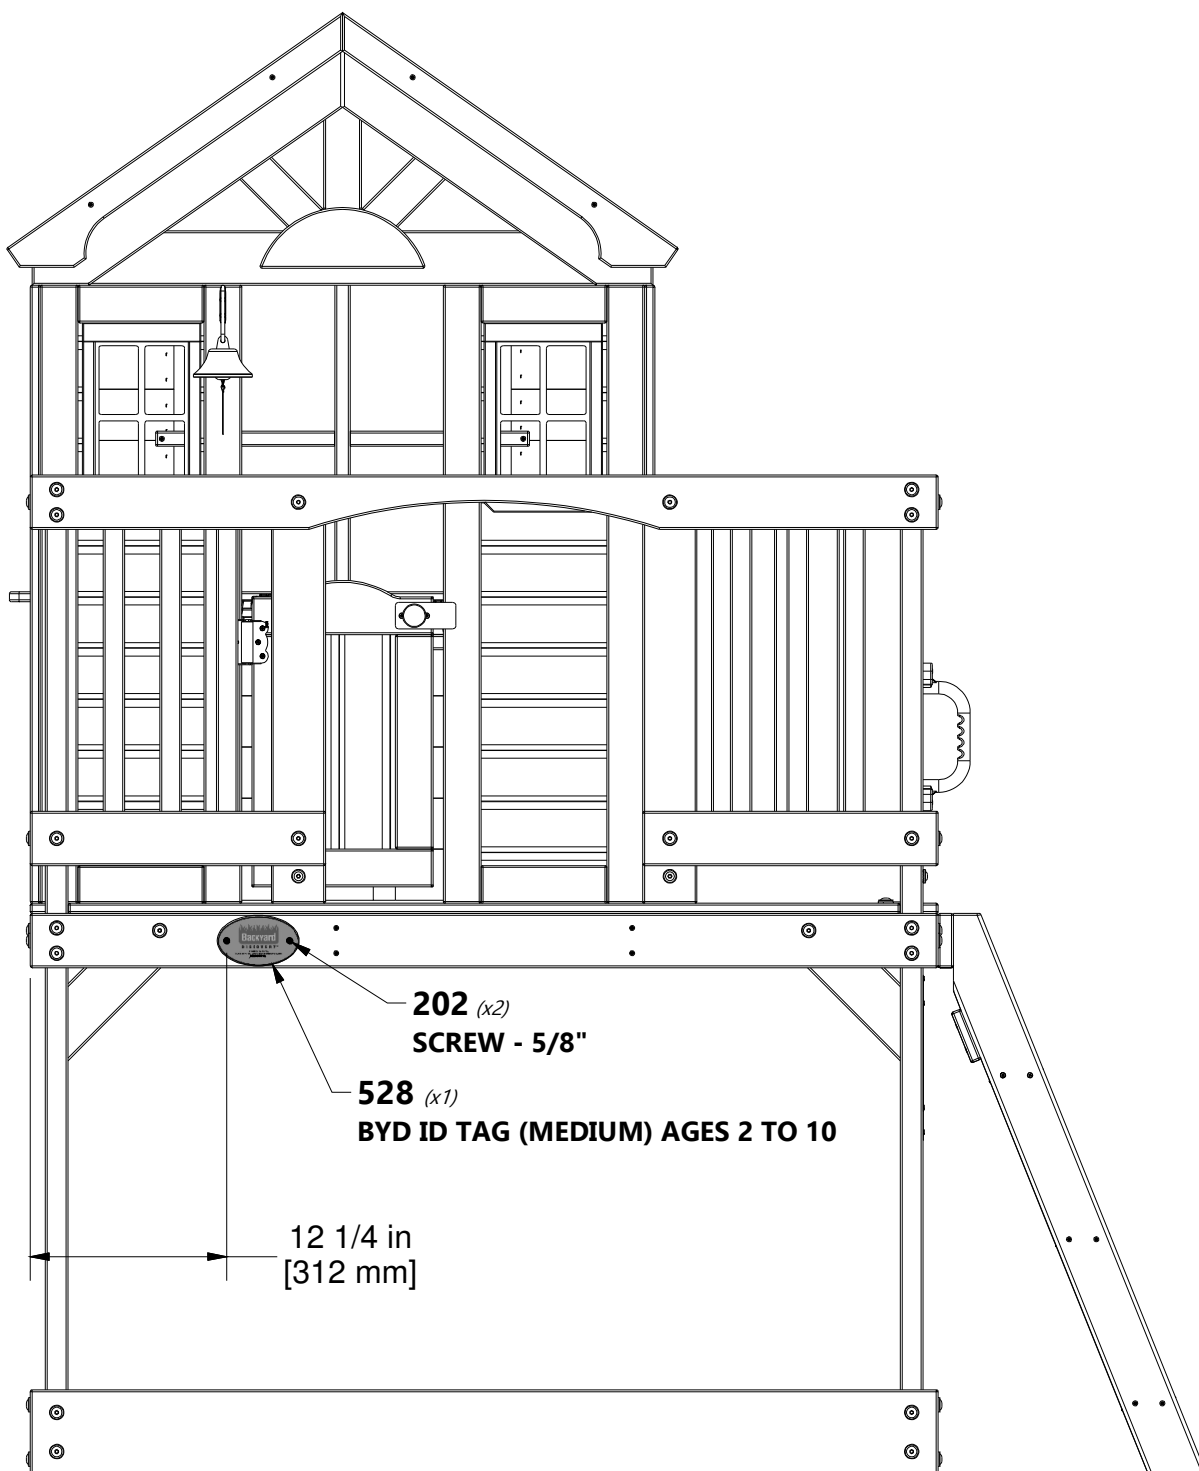 Backyard
DISCOVERY
202 (x2)
SCREW - 5/8"
528 (x1)
BYD ID TAG (MEDIUM) AGES 2 TO 10
12 1/4 in
[312 mm]